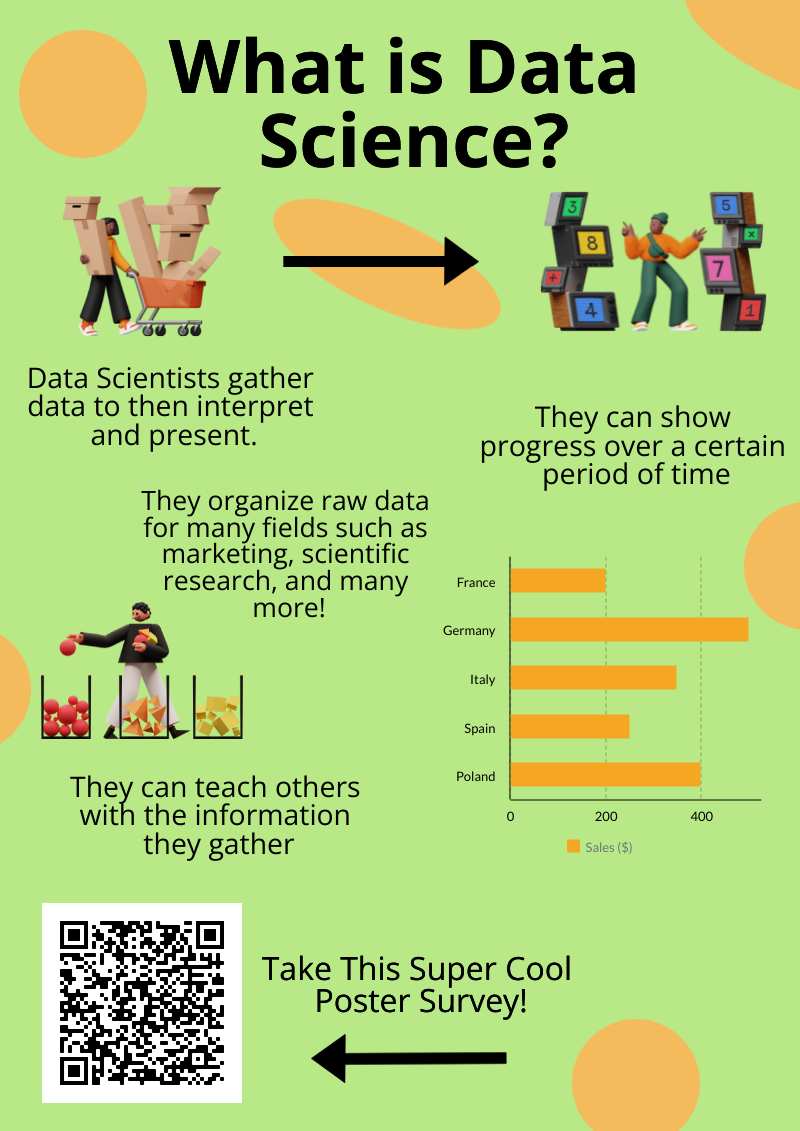 What is Data
Science?
3
8
+
4
5
×
7
1
Data Scientists gather
data to then interpret
and present.
They can show
progress over a certain
period of time
They organize raw data
for many fields such as
marketing, scientific
research, and many
more!
France
Germany
Italy
Spain
Poland
0 200 400
Sales ($)
They can teach others
with the information
they gather
Take This Super Cool
Poster Survey!